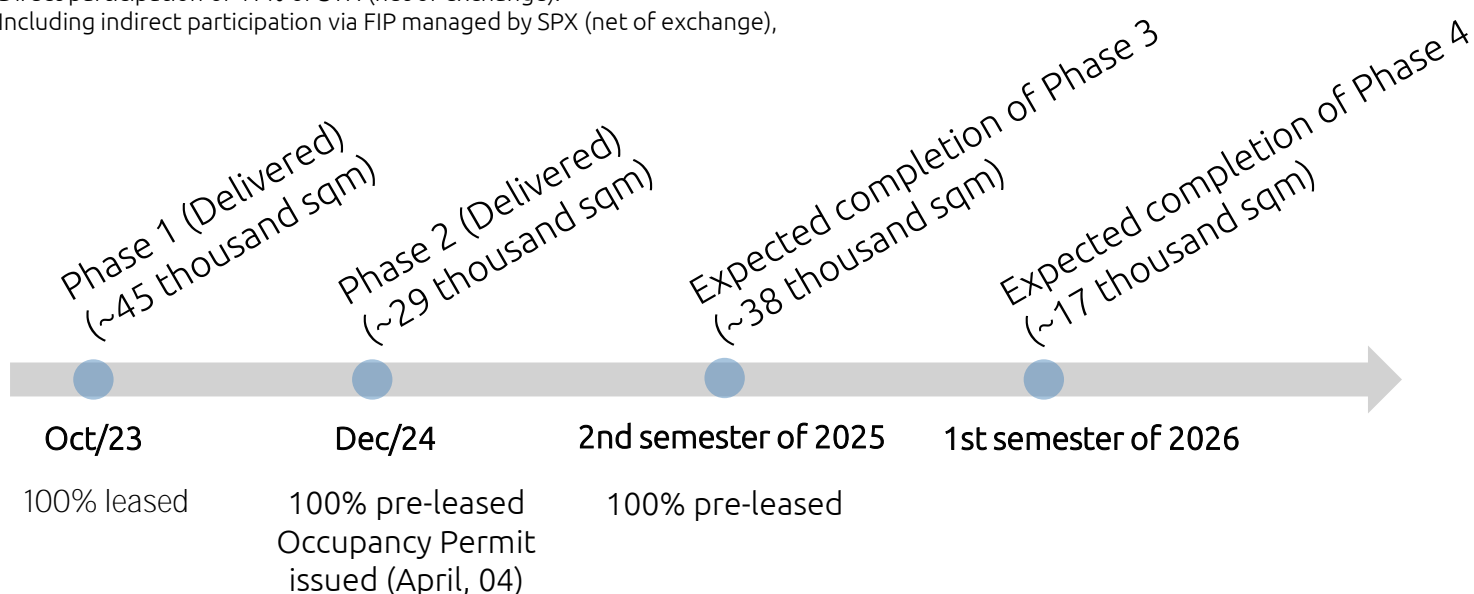 Including indirect participation via FIP managed by SPX (net of exchange),
Phase 1 (Delivered)
(~45 thousand sqm)
Phase 2 (Delivered)
(~29 thousand sqm)
Expected completion of Phase 3
(~38 thousand sqm)
Expected completion of Phase 4
(~17 thousand sqm)
Oct/23
Dec/24
2nd semester of 2025
1st semester of 2026
100% leased
100% pre-leased
Occupancy Permit
issued (April, 04)
100% pre-leased